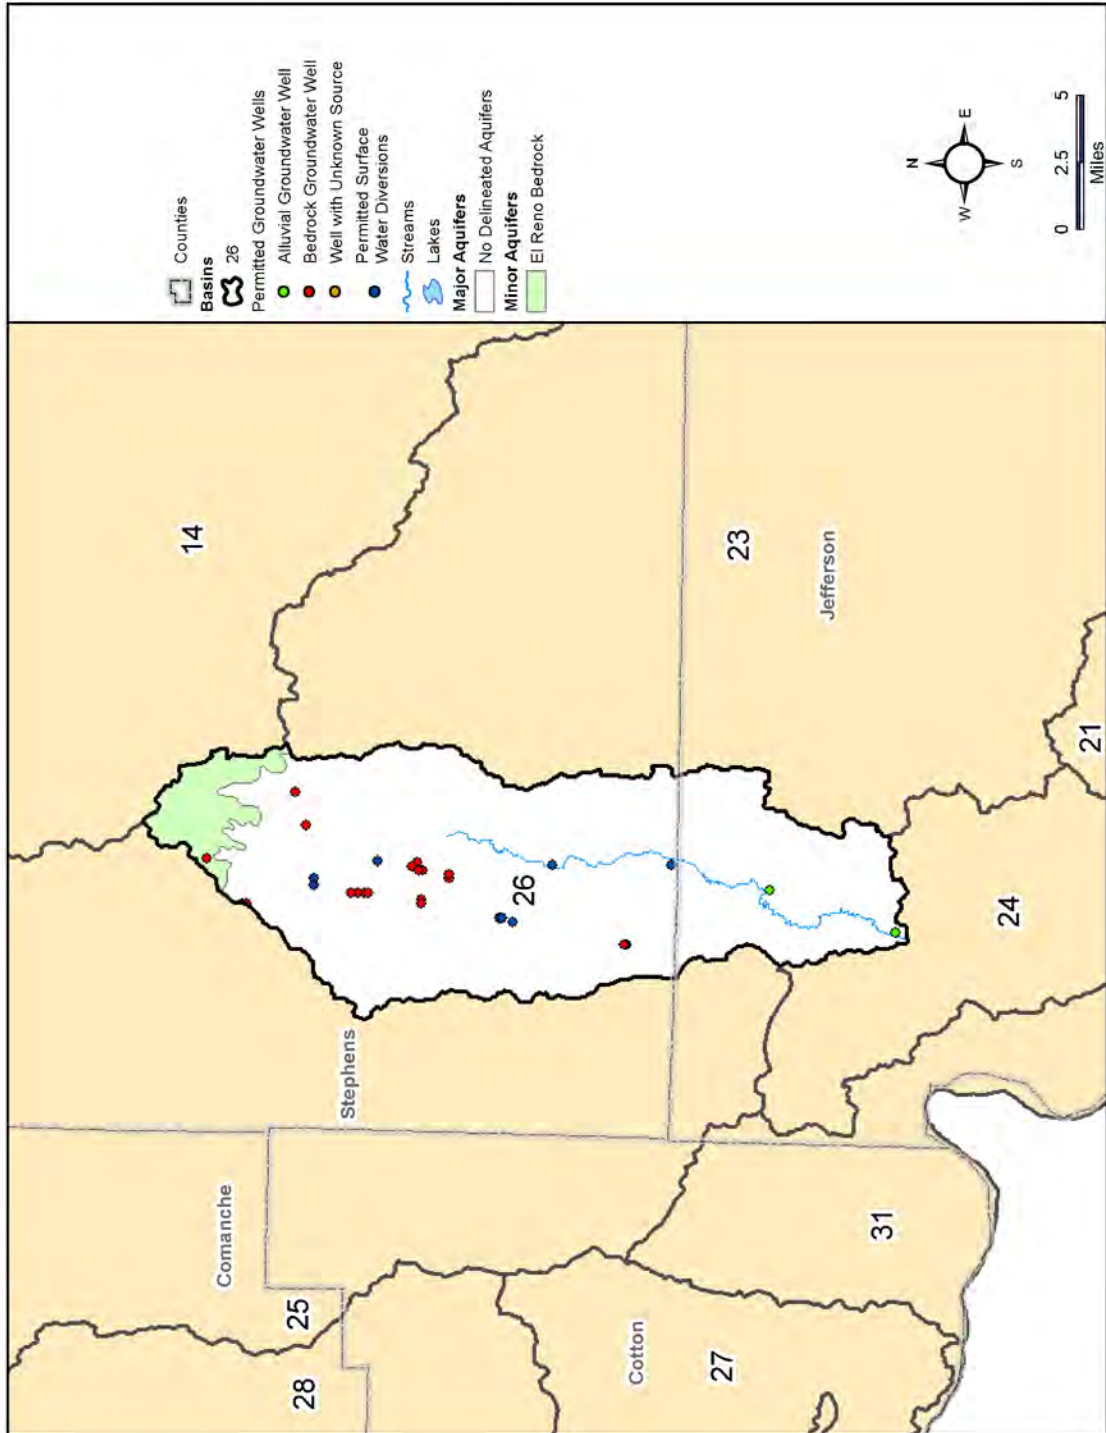 Counties
Basins
26
Permitted Groundwater Wells
Alluvial Groundwater Well
Bedrock Groundwater Well
Well with Unknown Source
Permitted Surface
Water Diversions
Streams
Lakes
Major Aquifers
No Delineated Aquifers
Minor Aquifers
El Reno Bedrock
N
W
E
S
0
2.5
5
Miles
28
25
Comanche
Stephens
14
26
27
Cotton
31
24
23
Jefferson
21